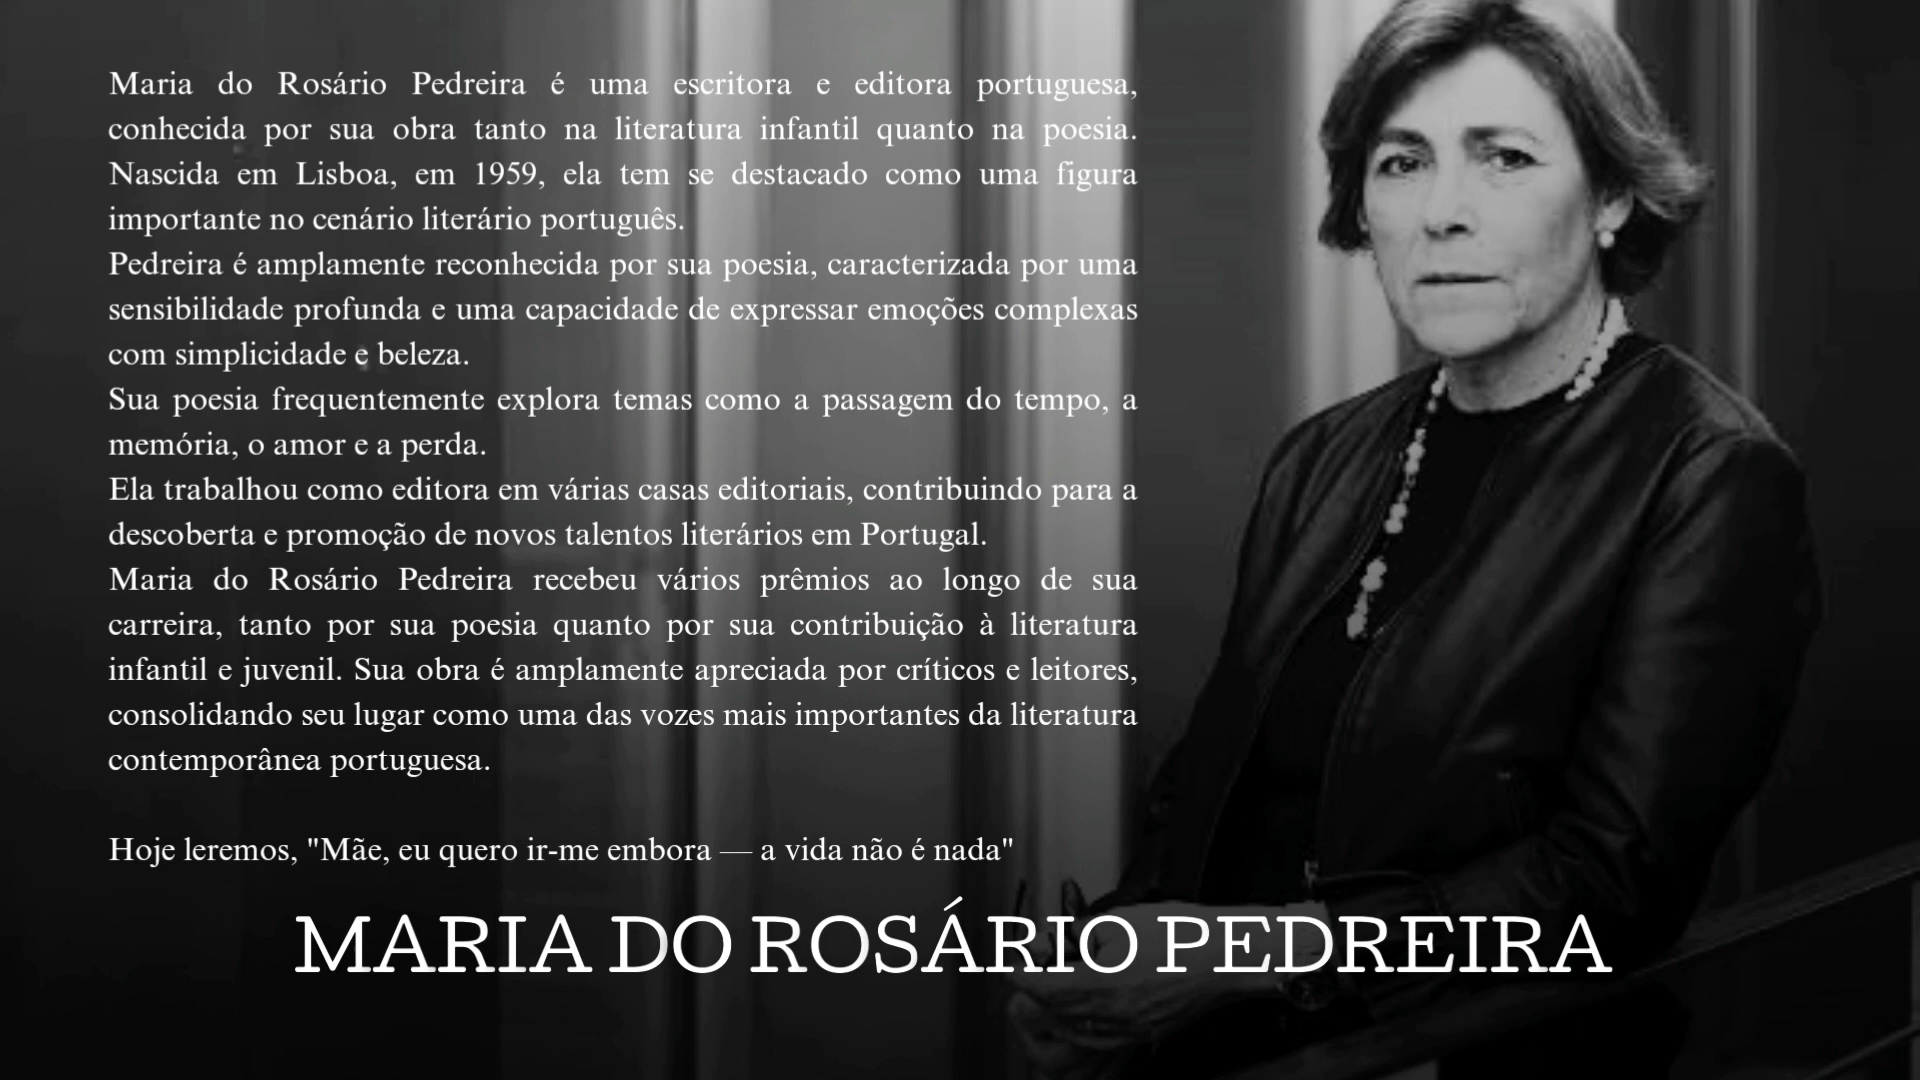 Maria do Rosário Pedreira é uma escritora e editora portuguesa,
conhecida por sua obra tanto na literatura infantil quanto na poesia.
Nascida em Lisboa, em 1959, ela tem se destacado como uma figura
importante no cenário literário português.
Pedreira é amplamente reconhecida por sua poesia, caracterizada por uma
sensibilidade profunda e uma capacidade de expressar emoções complexas
com simplicidade e beleza.
Sua poesia frequentemente explora temas como a passagem do tempo, a
memória, o amor e a perda.
Ela trabalhou como editora em várias casas editoriais, contribuindo para a
descoberta e promoção de novos talentos literários em Portugal.
Maria do Rosário Pedreira recebeu vários prêmios ao longo de sua
carreira, tanto por sua poesia quanto por sua contribuição à literatura
infantil e juvenil. Sua obra é amplamente apreciada por críticos e leitores,
consolidando seu lugar como uma das vozes mais importantes da literatura
contemporânea portuguesa.
Hoje leremos, "Mãe, eu quero ir-me embora — a vida não é nada"
MARIA DO ROSÁRIO PEDREIRA